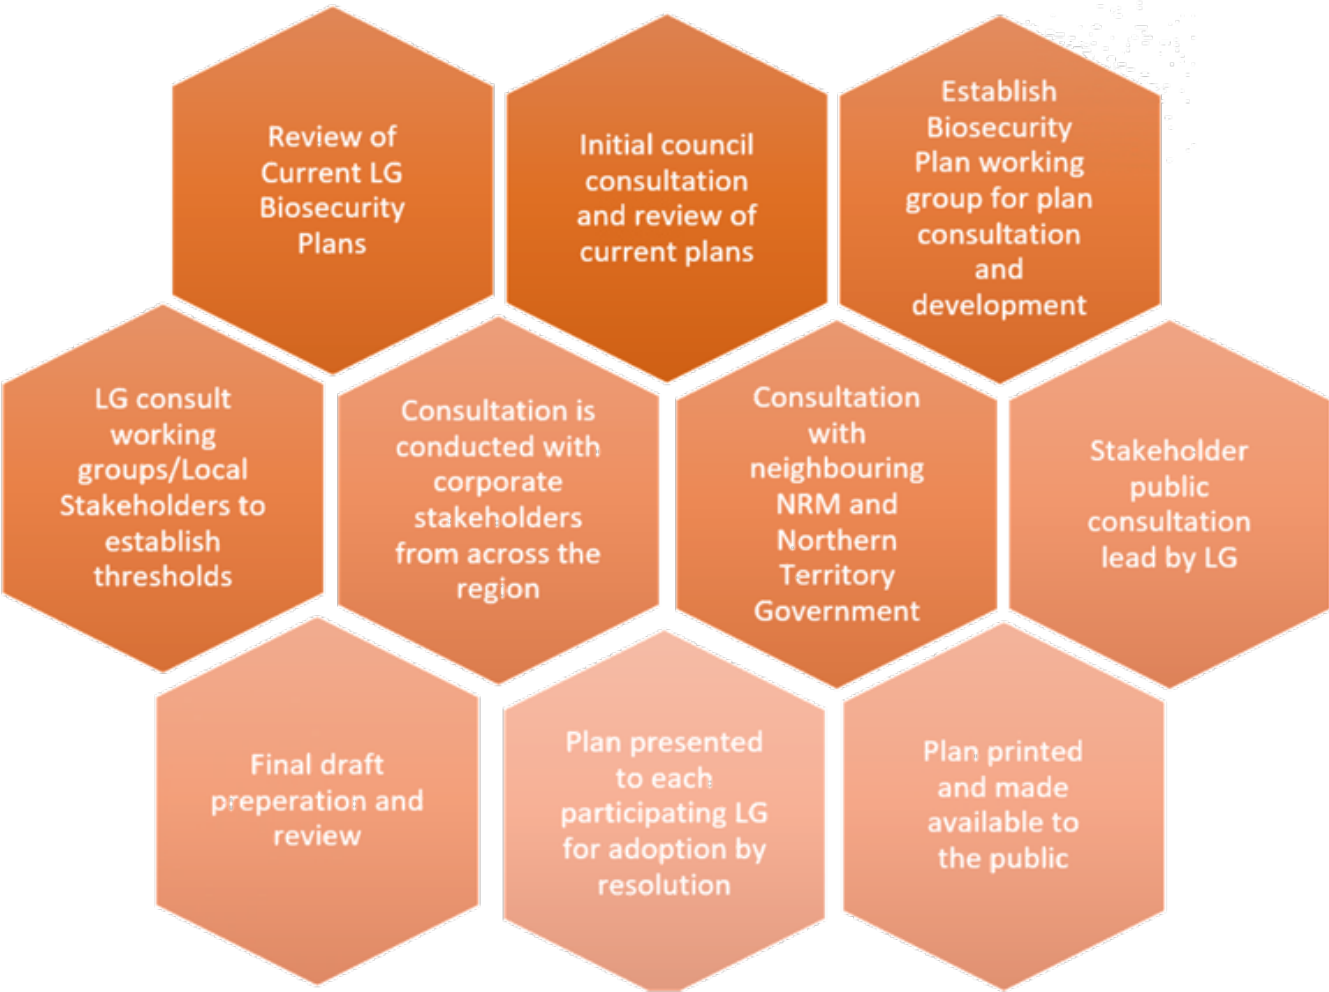 Review of
Current LG
Biosecurity
Plans
Initial council
consultation
and review of
current plans
Establish
Biosecurity
Plan working
group for plan
consultation
and
development
LG consult
working
groups/Local
Stakeholders to
establish
thresholds
Consultation is
conducted with
corporate
stakeholders
from across the
region
Consultation
with
neighbouring
NRM and
Northern
Territory
Government
Stakeholder
public
consultation
lead by LG
Final draft
preperation and
review
Plan presented
to each
participating LG
for adoption by
resolution
Plan printed
and made
available to
the public